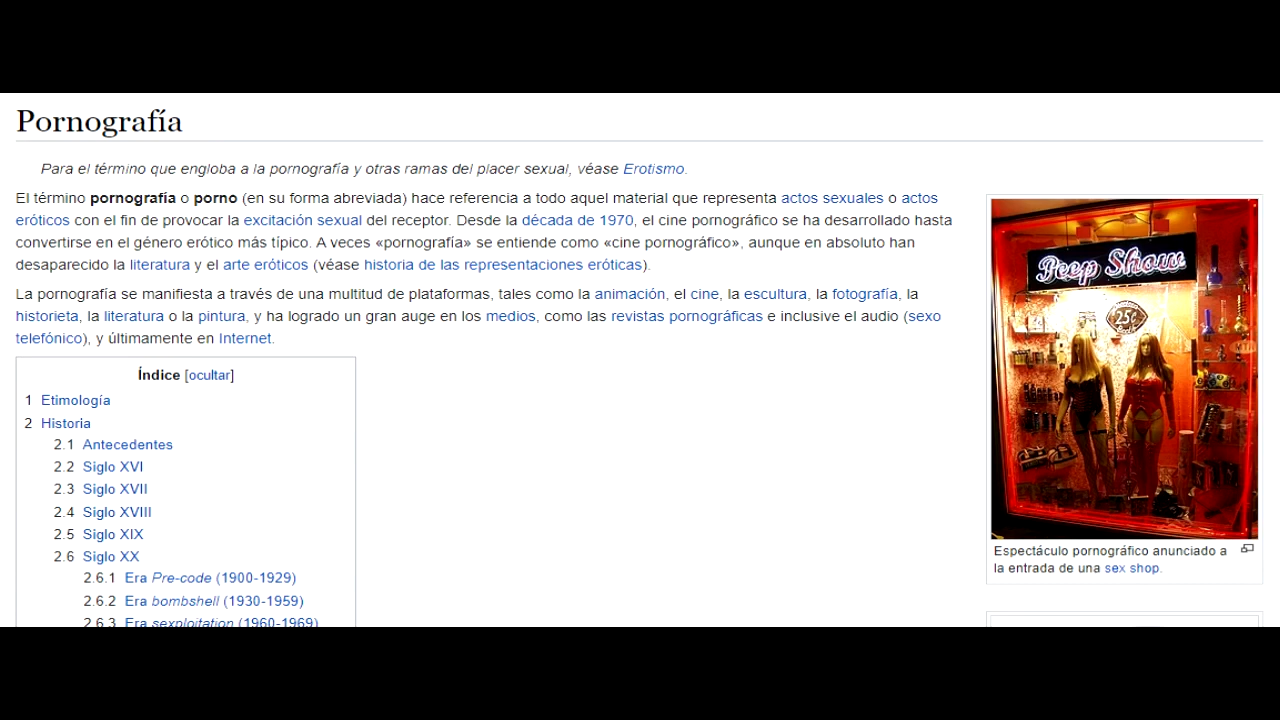 Pornografía
Para el término que engloba a la pornografía y otras ramas del placer sexual, véase Erotismo.
El término pornografía o porno (en su forma abreviada) hace referencia a todo aquel material que representa actos sexuales o actos
eróticos con el fin de provocar la excitación sexual del receptor. Desde la década de 1970, el cine pornográfico se ha desarrollado hasta
convertirse en el género erótico más típico. A veces «pornografía» se entiende como «cine pornográfico», aunque en absoluto han
desaparecido la literatura y el arte eróticos (véase historia de las representaciones eróticas).
La pornografía se manifiesta a través de una multitud de plataformas, tales como la animación, el cine, la escultura, la fotografía, la
historieta, la literatura o la pintura, y ha logrado un gran auge en los medios, como las revistas pornográficas e inclusive el audio (sexo
telefónico), y últimamente en Internet.
Índice [ocultar]
1 Etimología
2 Historia
2.1 Antecedentes
2.2 Siglo XVI
2.3 Siglo XVII
2.4 Siglo XVIII
2.5 Siglo XIX
2.6 Siglo XX
2.6.1 Era Pre-code (1900-1929)
2.6.2 Era bombshell (1930-1959)
2.6.3 Era sexploitation (1960-1969)
Peep Show
25¢
Espectáculo pornográfico anunciado a
la entrada de una sex shop.